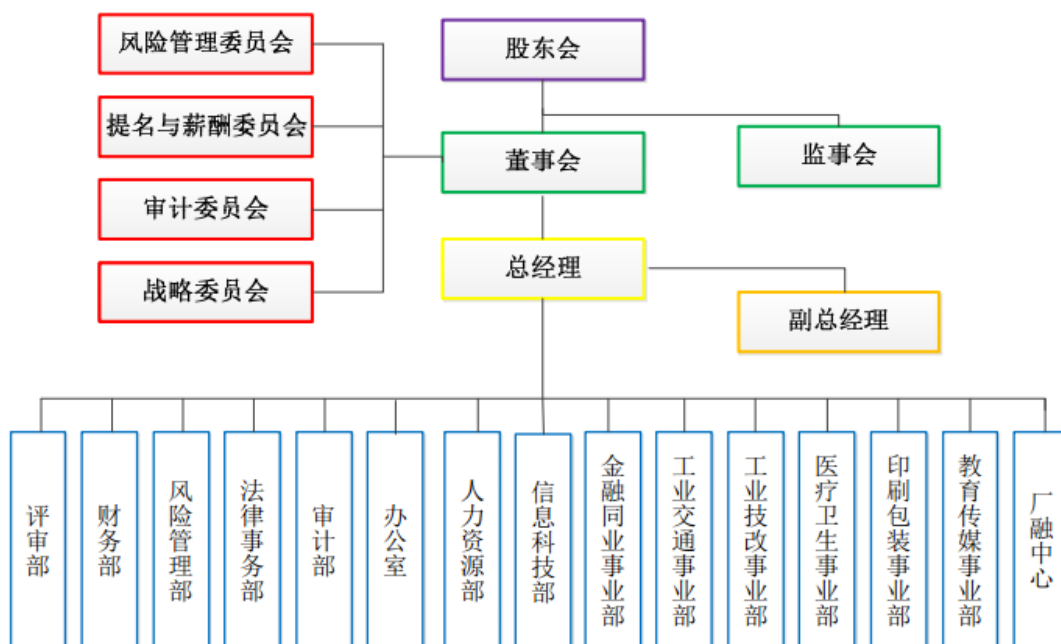 风险管理委员会
股东会
提名与薪酬委员会
董事会
监事会
审计委员会
总经理
战略委员会
副总经理
评审部
财务部
风险管理部
法律事务部
审计部
办公室
人力资源部
信息科技部
金融同业事业部
工业交通事业部
工业技改事业部
医疗卫生事业部
印刷包装事业部
教育传媒事业部
厂融中心